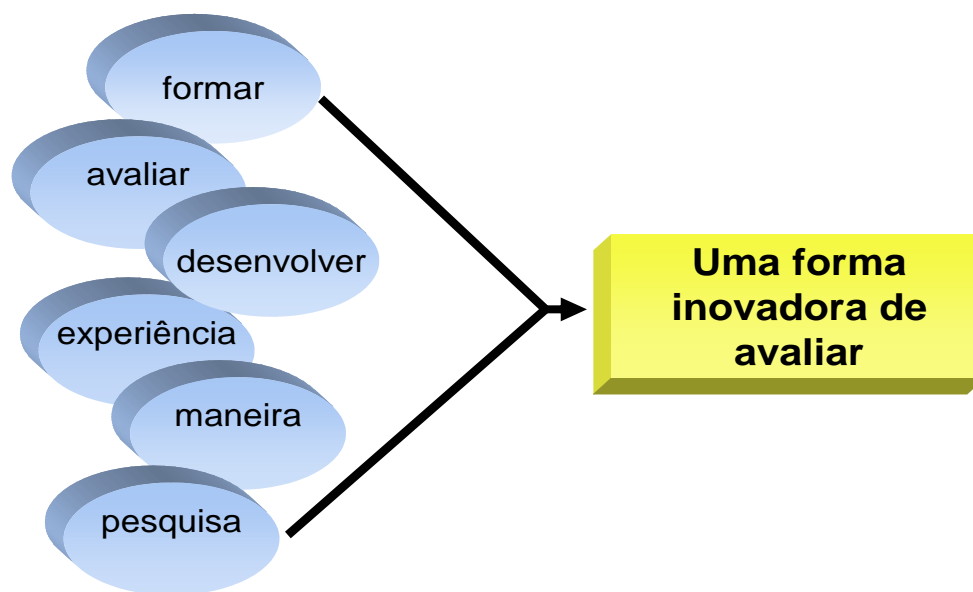 formar
avaliar
desenvolver
experiência
maneira
pesquisa
Uma forma
inovadora de
avaliar